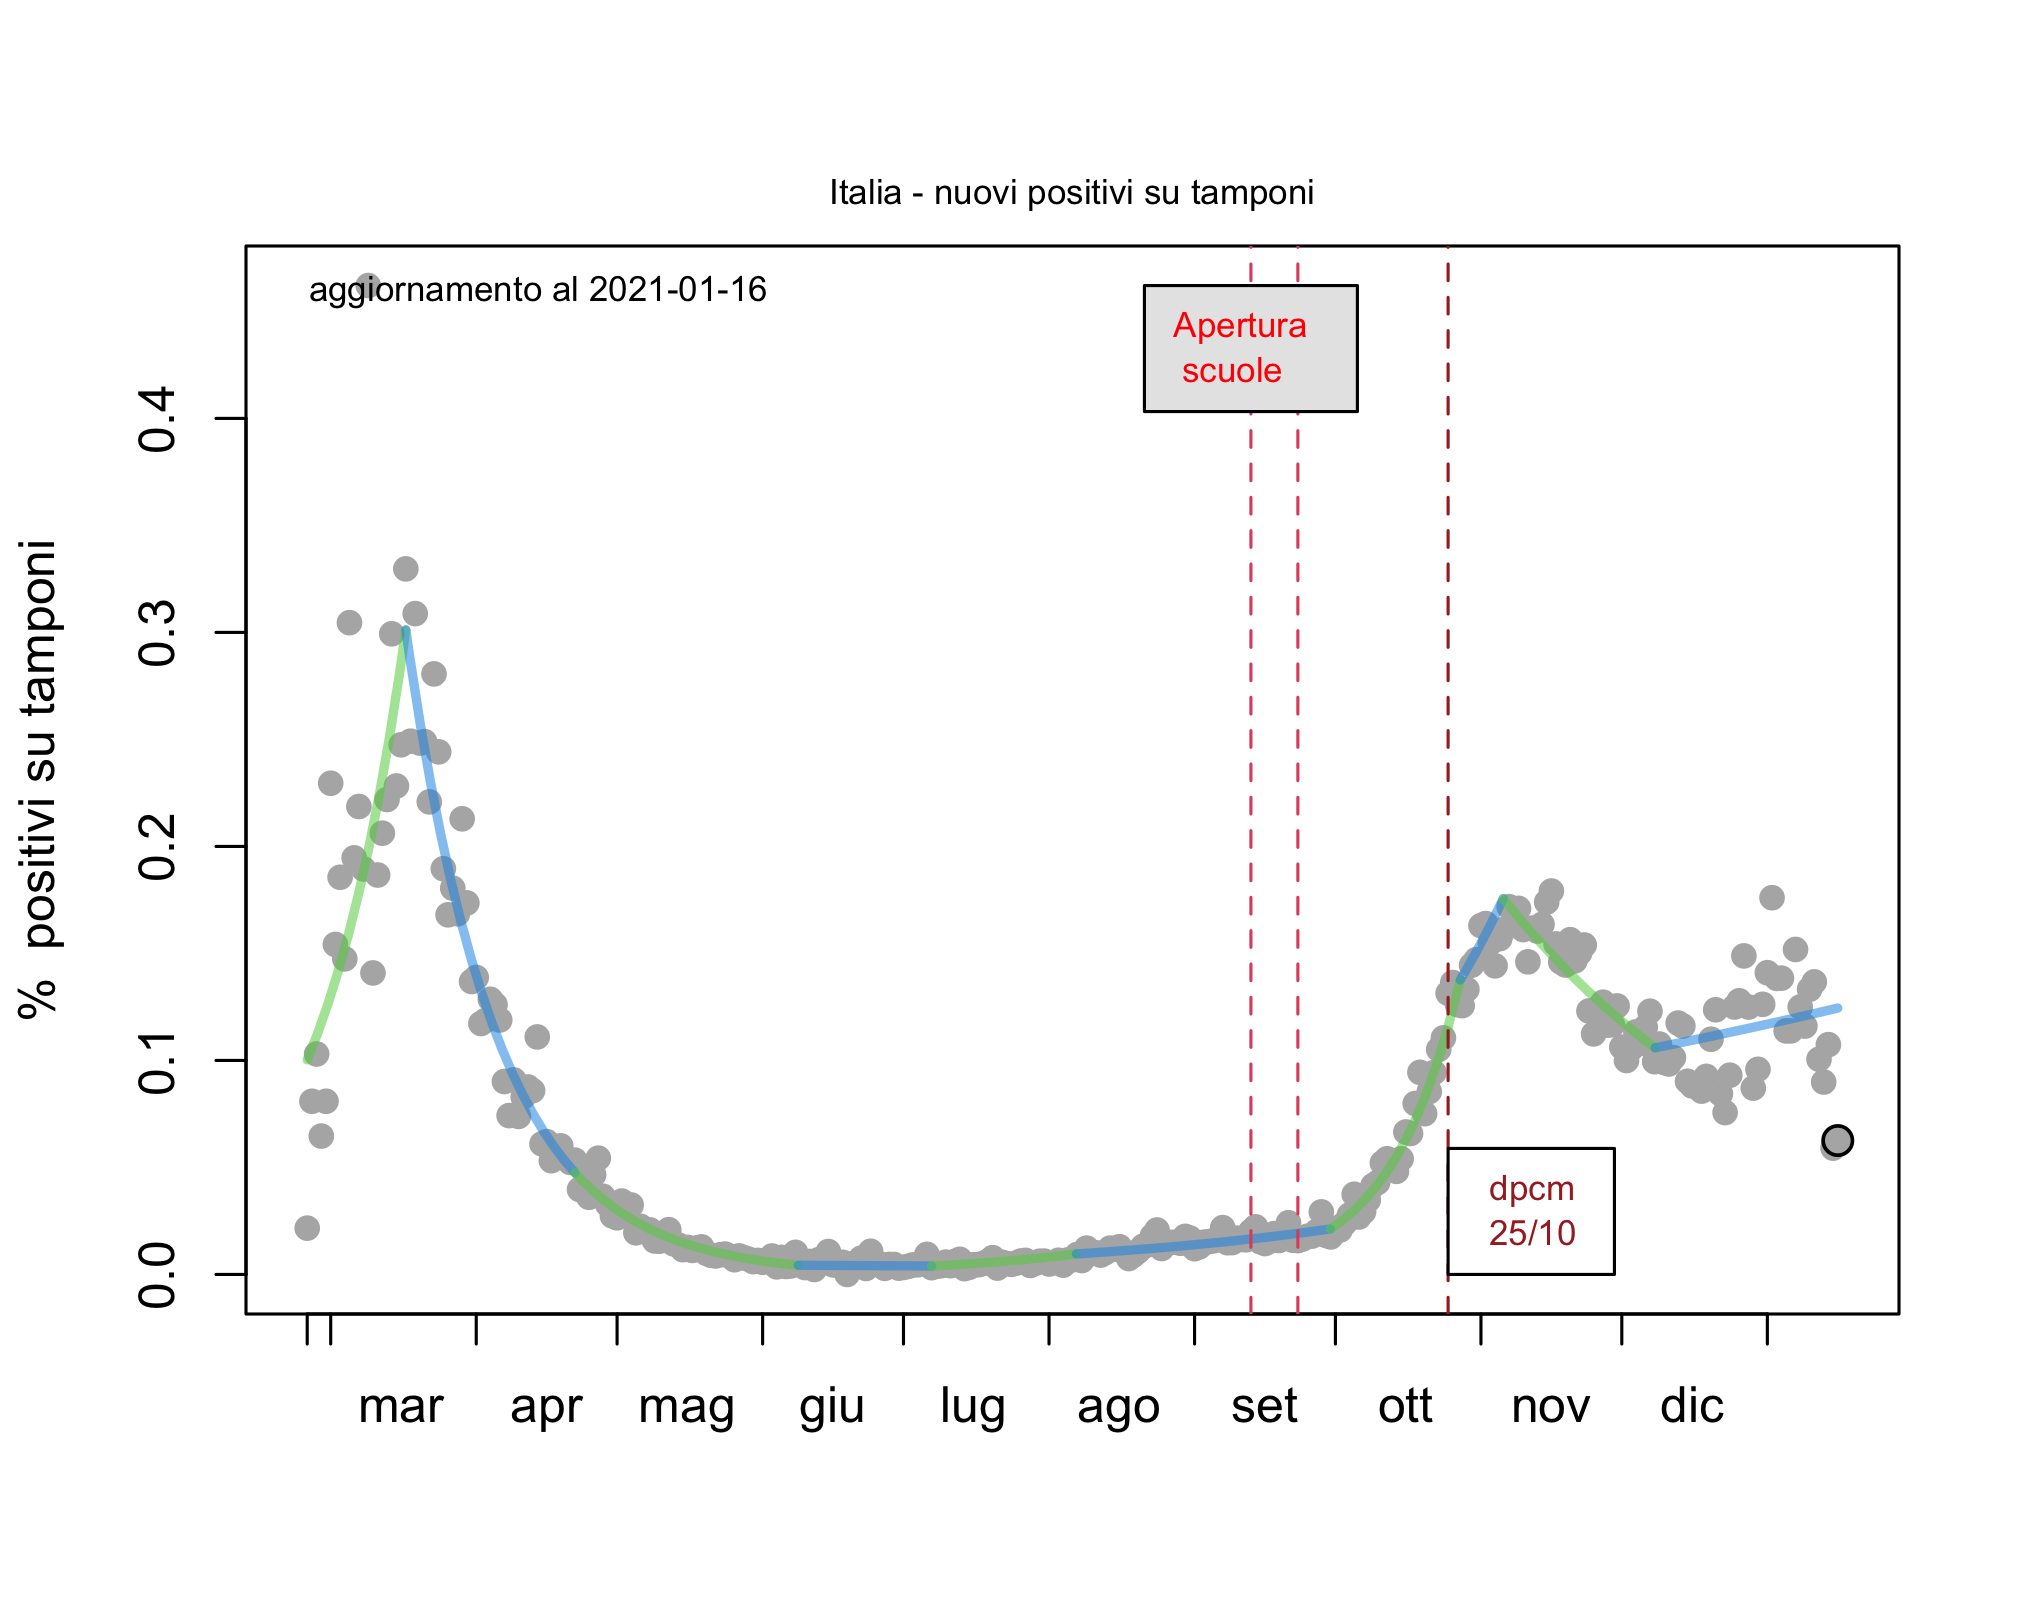 Italia - nuovi positivi su tamponi
aggiornamento al 2021-01-16
Apertura
scuole
% positivi su tamponi
0.4
0.3
0.2
0.1
0.0
dpcm
25/10
mar apr mag giu lug ago set ott nov dic